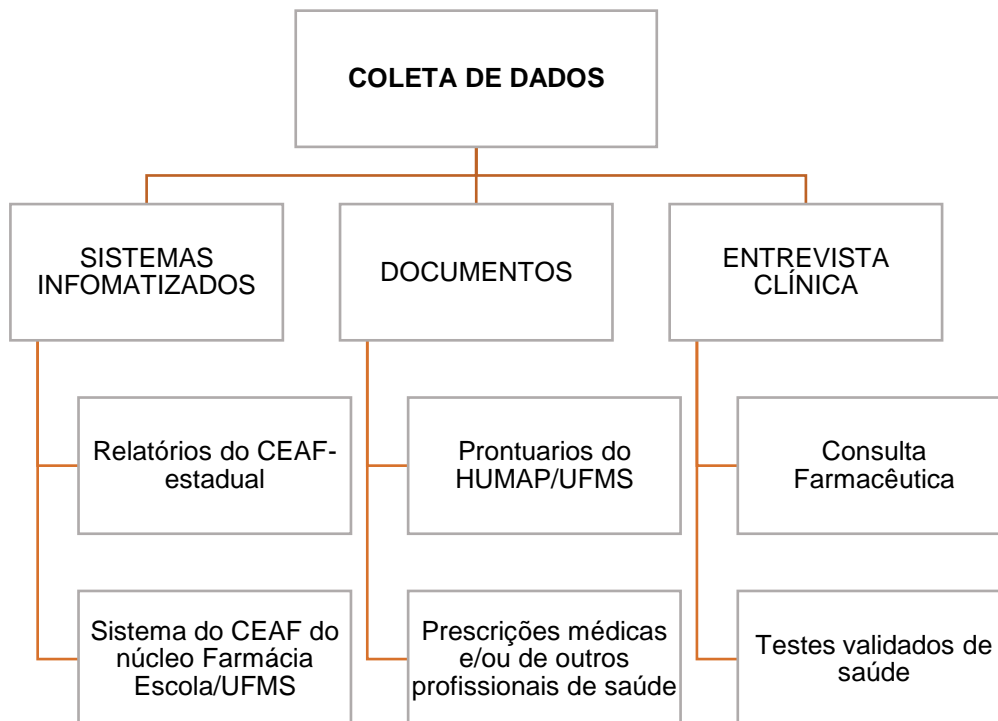 COLETA DE DADOS
SISTEMAS
INFOMATIZADOS
DOCUMENTOS
ENTREVISTA
CLÍNICA
Relatórios do CEAF-
estadual
Prontuarios do
HUMAP/UFMS
Consulta
Farmacêutica
Sistema do CEAF do
núcleo Farmácia
Escola/UFMS
Prescrições médicas
e/ou de outros
profissionais de saúde
Testes validados de
saúde